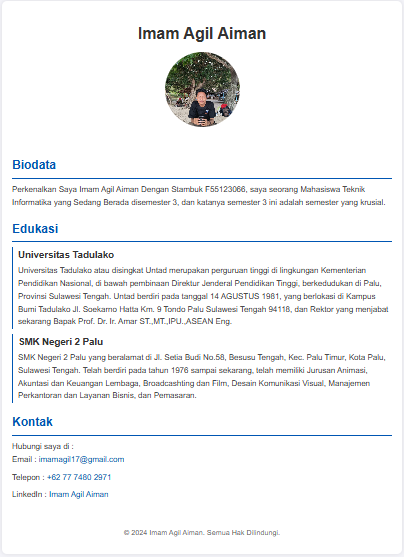 Imam Agil Aiman
Biodata
Perkenalkan Saya Imam Agil Aiman Dengan Stambuk F55123066, saya seorang Mahasiswa Teknik
Informatika yang Sedang Berada disemester 3, dan katanya semester 3 ini adalah semester yang krusial.
Edukasi
Universitas Tadulako
Universitas Tadulako atau disingkat Untad merupakan perguruan tinggi di lingkungan Kementerian
Pendidikan Nasional, di bawah pembinaan Direktur Jenderal Pendidikan Tinggi, berkedudukan di Palu,
Provinsi Sulawesi Tengah. Untad berdiri pada tanggal 14 AGUSTUS 1981, yang berlokasi di Kampus
Bumi Tadulako Jl. Soekarno Hatta Km. 9 Tondo Palu Sulawesi Tengah 94118, dan Rektor yang menjabat
sekarang Bapak Prof. Dr. Ir. Amar ST.,MT.,IPU.,ASEAN Eng.
SMK Negeri 2 Palu
SMK Negeri 2 Palu yang beralamat di Jl. Setia Budi No.58, Besusu Tengah, Kec. Palu Timur, Kota Palu,
Sulawesi Tengah. Telah berdiri pada tahun 1976 sampai sekarang, telah memiliki Jurusan Animasi,
Akuntasi dan Keuangan Lembaga, Broadcashting dan Film, Desain Komunikasi Visual, Manajemen
Perkantoran dan Layanan Bisnis, dan Pemasaran.
Kontak
Hubungi saya di :
Email : imamagil17@gmail.com
Telepon : +62 77 7480 2971
LinkedIn : Imam Agil Aiman
© 2024 Imam Agil Aiman. Semua Hak Dilindungi.